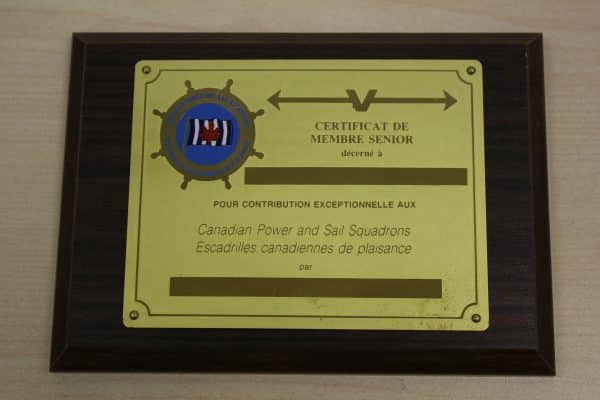 CERTIFICAT DE
MEMBRE SENIOR
décerné à
POUR CONTRIBUTION EXCEPTIONNELLE AUX
Canadian Power and Sail Squadrons
Escadrilles canadiennes de plaisance
par